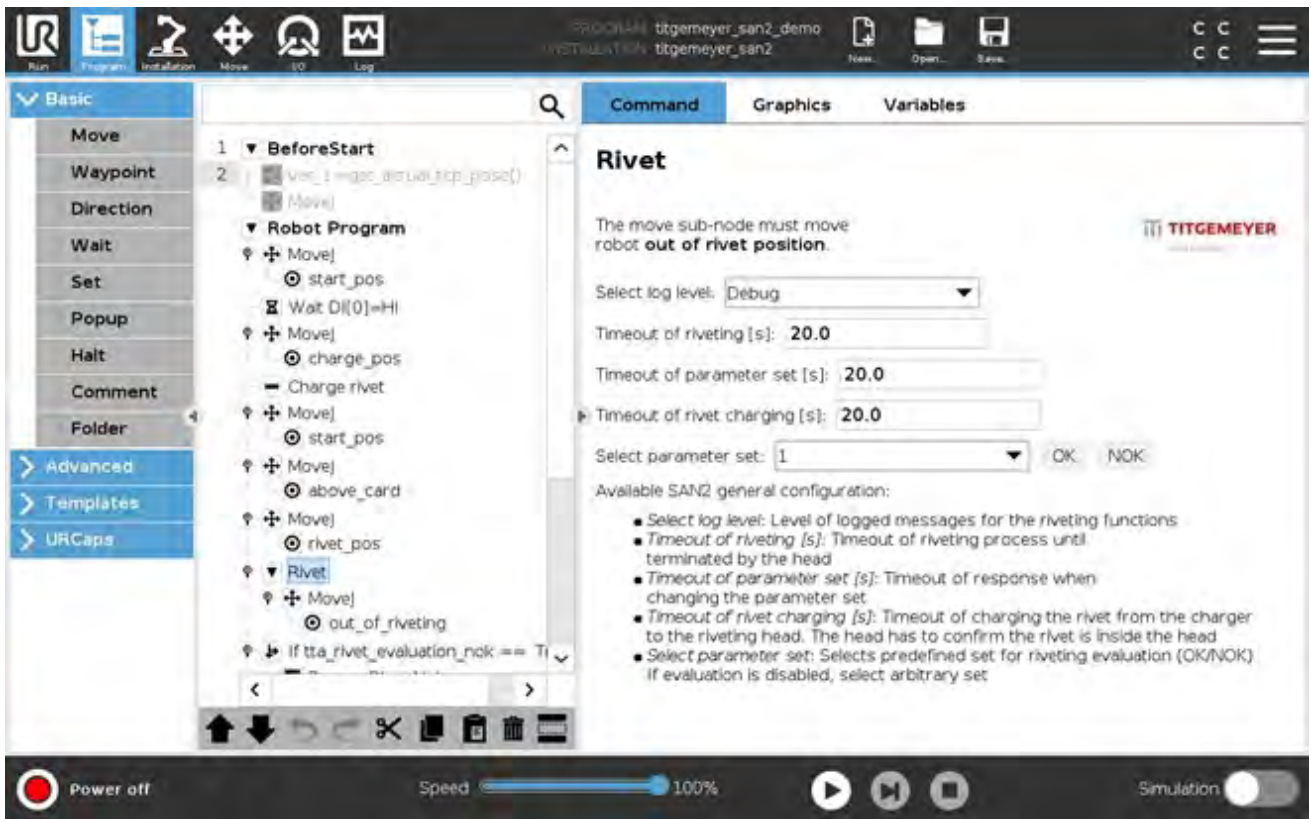 UR
Run
Program
Installation
Move
I/O
Log
PROGRAM titgemeyer_san2_demo
INSTALLATION titgemeyer_san2
New...
Open...
Save...
C C
C C
Basic
Move
Waypoint
Direction
Wait
Set
Popup
Halt
Comment
Folder
Advanced
Templates
URCaps
1 BeforeStart
2 var_1:=get_actual_tcp_pose()
MoveJ
Robot Program
MoveJ
start_pos
Wait DI[0]=HI
MoveJ
charge_pos
Charge rivet
MoveJ
start_pos
MoveJ
above_card
MoveJ
rivet_pos
Rivet
MoveJ
out_of_riveting
If tta_rivet_evaluation_nok == T
Command Graphics Variables
Rivet
The move sub-node must move
robot out of rivet position.
TITGEMEYER
Select log level: Debug
Timeout of riveting [s]: 20.0
Timeout of parameter set [s]: 20.0
Timeout of rivet charging [s]: 20.0
Select parameter set: 1 OK NOK
Available SAN2 general configuration:
Select log level: Level of logged messages for the riveting functions
Timeout of riveting [s]: Timeout of riveting process until
terminated by the head
Timeout of parameter set [s]: Timeout of response when
changing the parameter set
Timeout of rivet charging [s]: Timeout of charging the rivet from the charger
to the riveting head. The head has to confirm the rivet is inside the head
Select parameter set: Selects predefined set for riveting evaluation (OK/NOK)
If evaluation is disabled, select arbitrary set
Power off
Speed 100%
Simulation